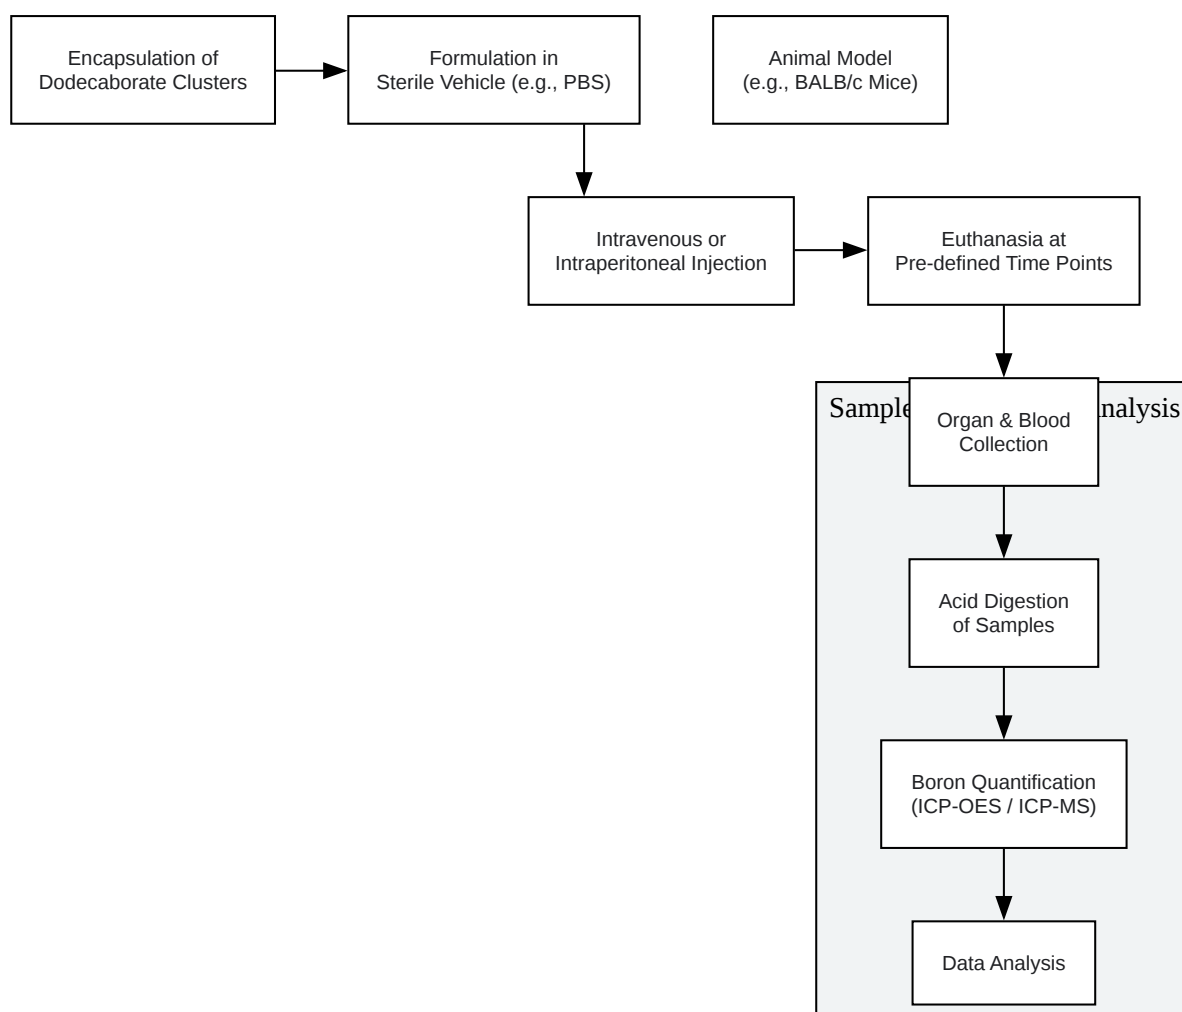 Encapsulation of
Dodecaborate Clusters
Formulation in
Sterile Vehicle (e.g., PBS)
Animal Model
(e.g., BALB/c Mice)
Intravenous or
Intraperitoneal Injection
Euthanasia at
Pre-defined Time Points
Organ & Blood
Collection
Acid Digestion
of Samples
Boron Quantification
(ICP-OES / ICP-MS)
Data Analysis